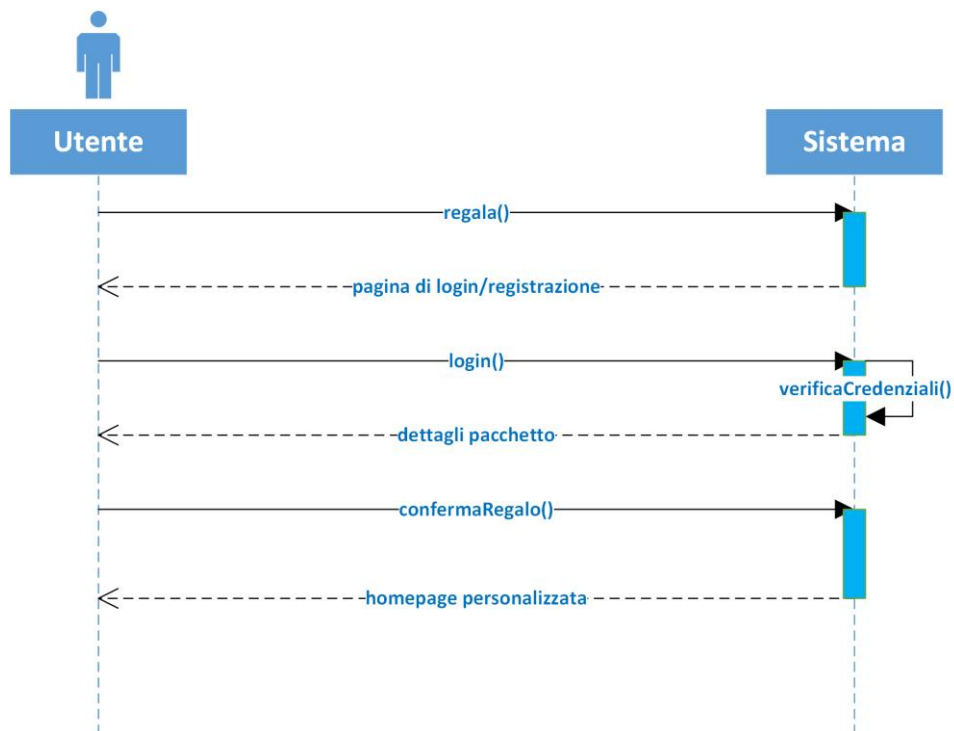 Utente
Sistema
regala()
pagina di login/registrazione
login()
verificaCredenziali()
dettagli pacchetto
confermaRegalo()
homepage personalizzata